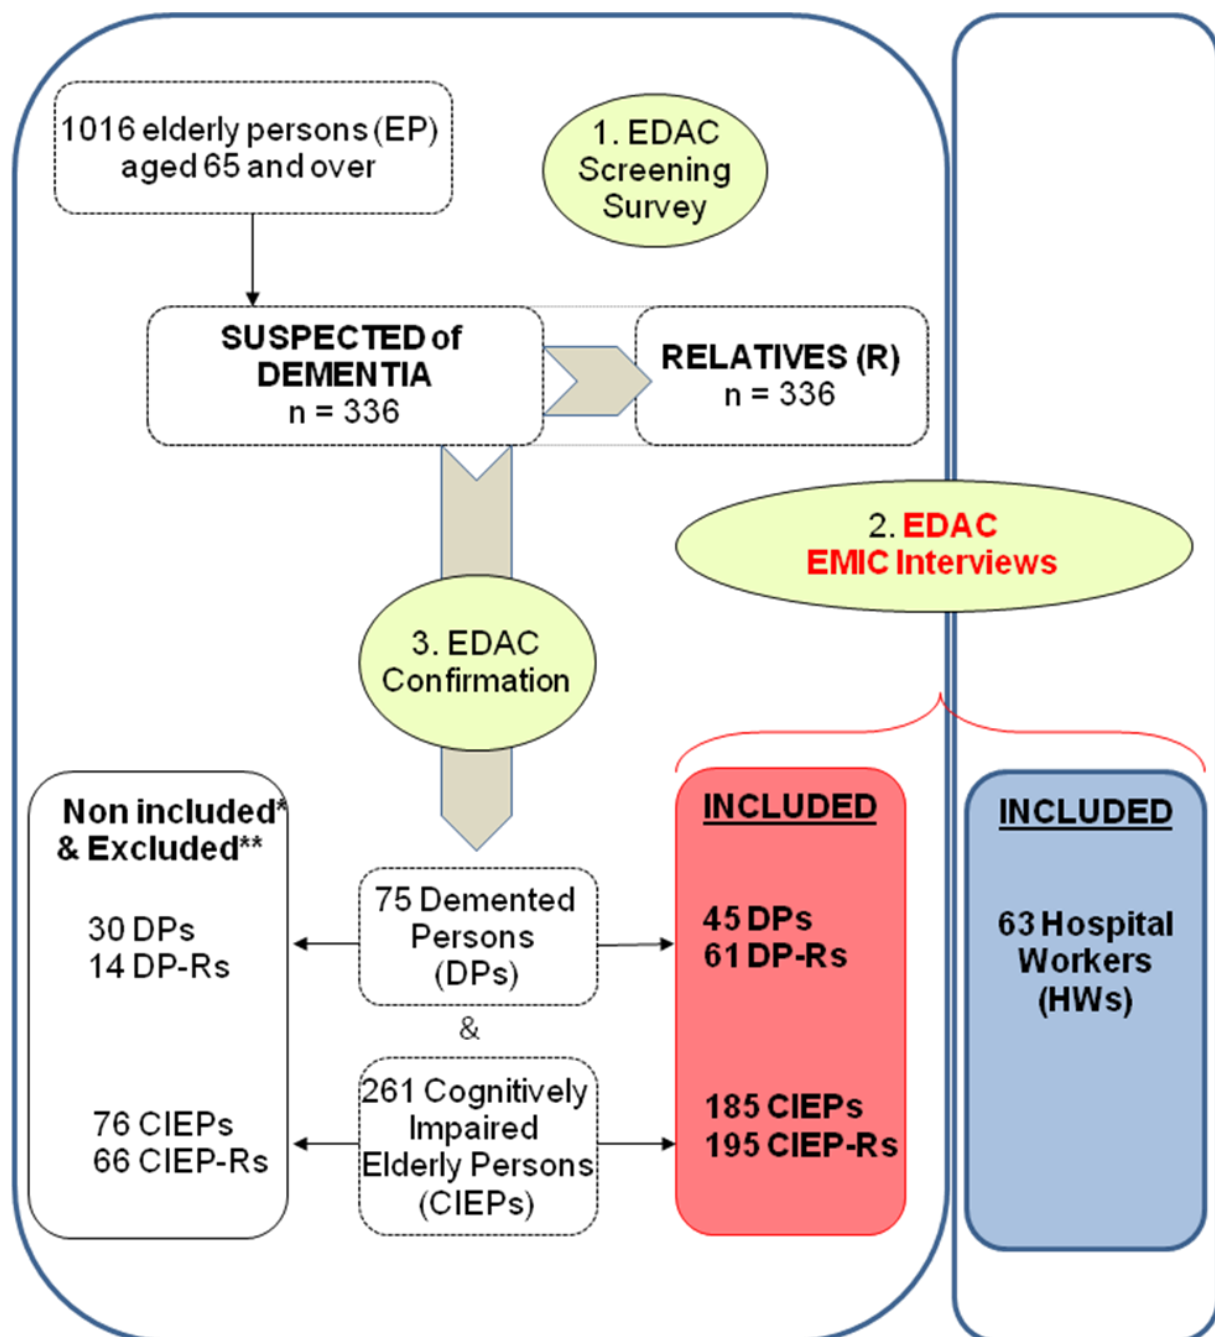 1016 elderly persons (EP)
aged 65 and over
1. EDAC
Screening
Survey
SUSPECTED of
DEMENTIA
n = 336
RELATIVES (R)
n = 336
2. EDAC
EMIC Interviews
3. EDAC
Confirmation
Non included*
& Excluded**
30 DPs
14 DP-Rs
76 CIEPs
66 CIEP-Rs
75 Demented
Persons
(DPs)
&
261 Cognitively
Impaired
Elderly Persons
(CIEPs)
INCLUDED
45 DPs
61 DP-Rs
185 CIEPs
195 CIEP-Rs
INCLUDED
63 Hospital
Workers
(HWs)